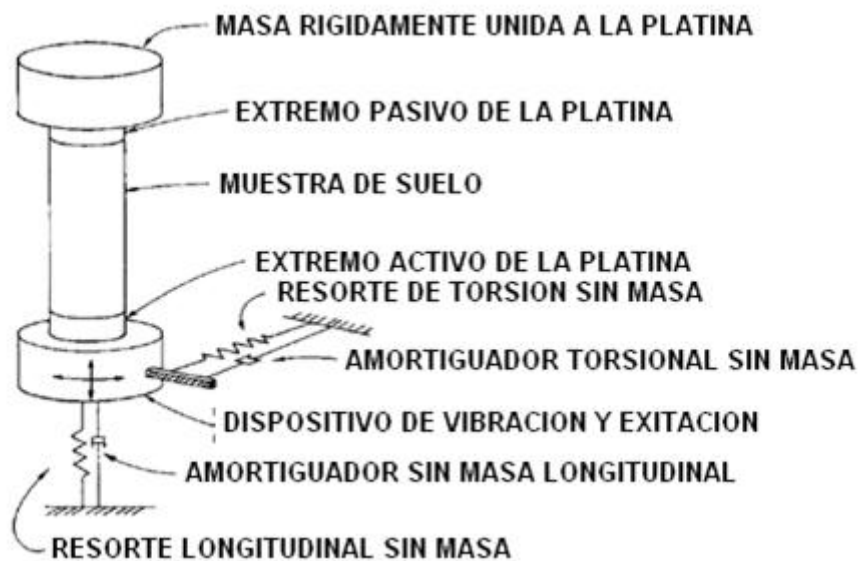 MASA RIGIDAMENTE UNIDA A LA PLATINA
EXTREMO PASIVO DE LA PLATINA
MUESTRA DE SUELO
EXTREMO ACTIVO DE LA PLATINA
RESORTE DE TORSION SIN MASA
AMORTIGUADOR TORSIONAL SIN MASA
DISPOSITIVO DE VIBRACION Y EXITACION
AMORTIGUADOR SIN MASA LONGITUDINAL
RESORTE LONGITUDINAL SIN MASA